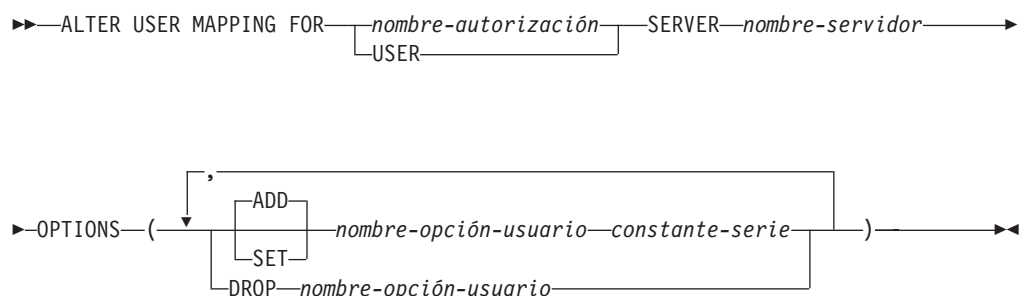 ALTER USER MAPPING FOR nombre-autorización SERVER nombre-servidor
USER
,
ADD
OPTIONS ( nombre-opción-usuario constante-serie )
SET
DROP nombre-opción-usuario